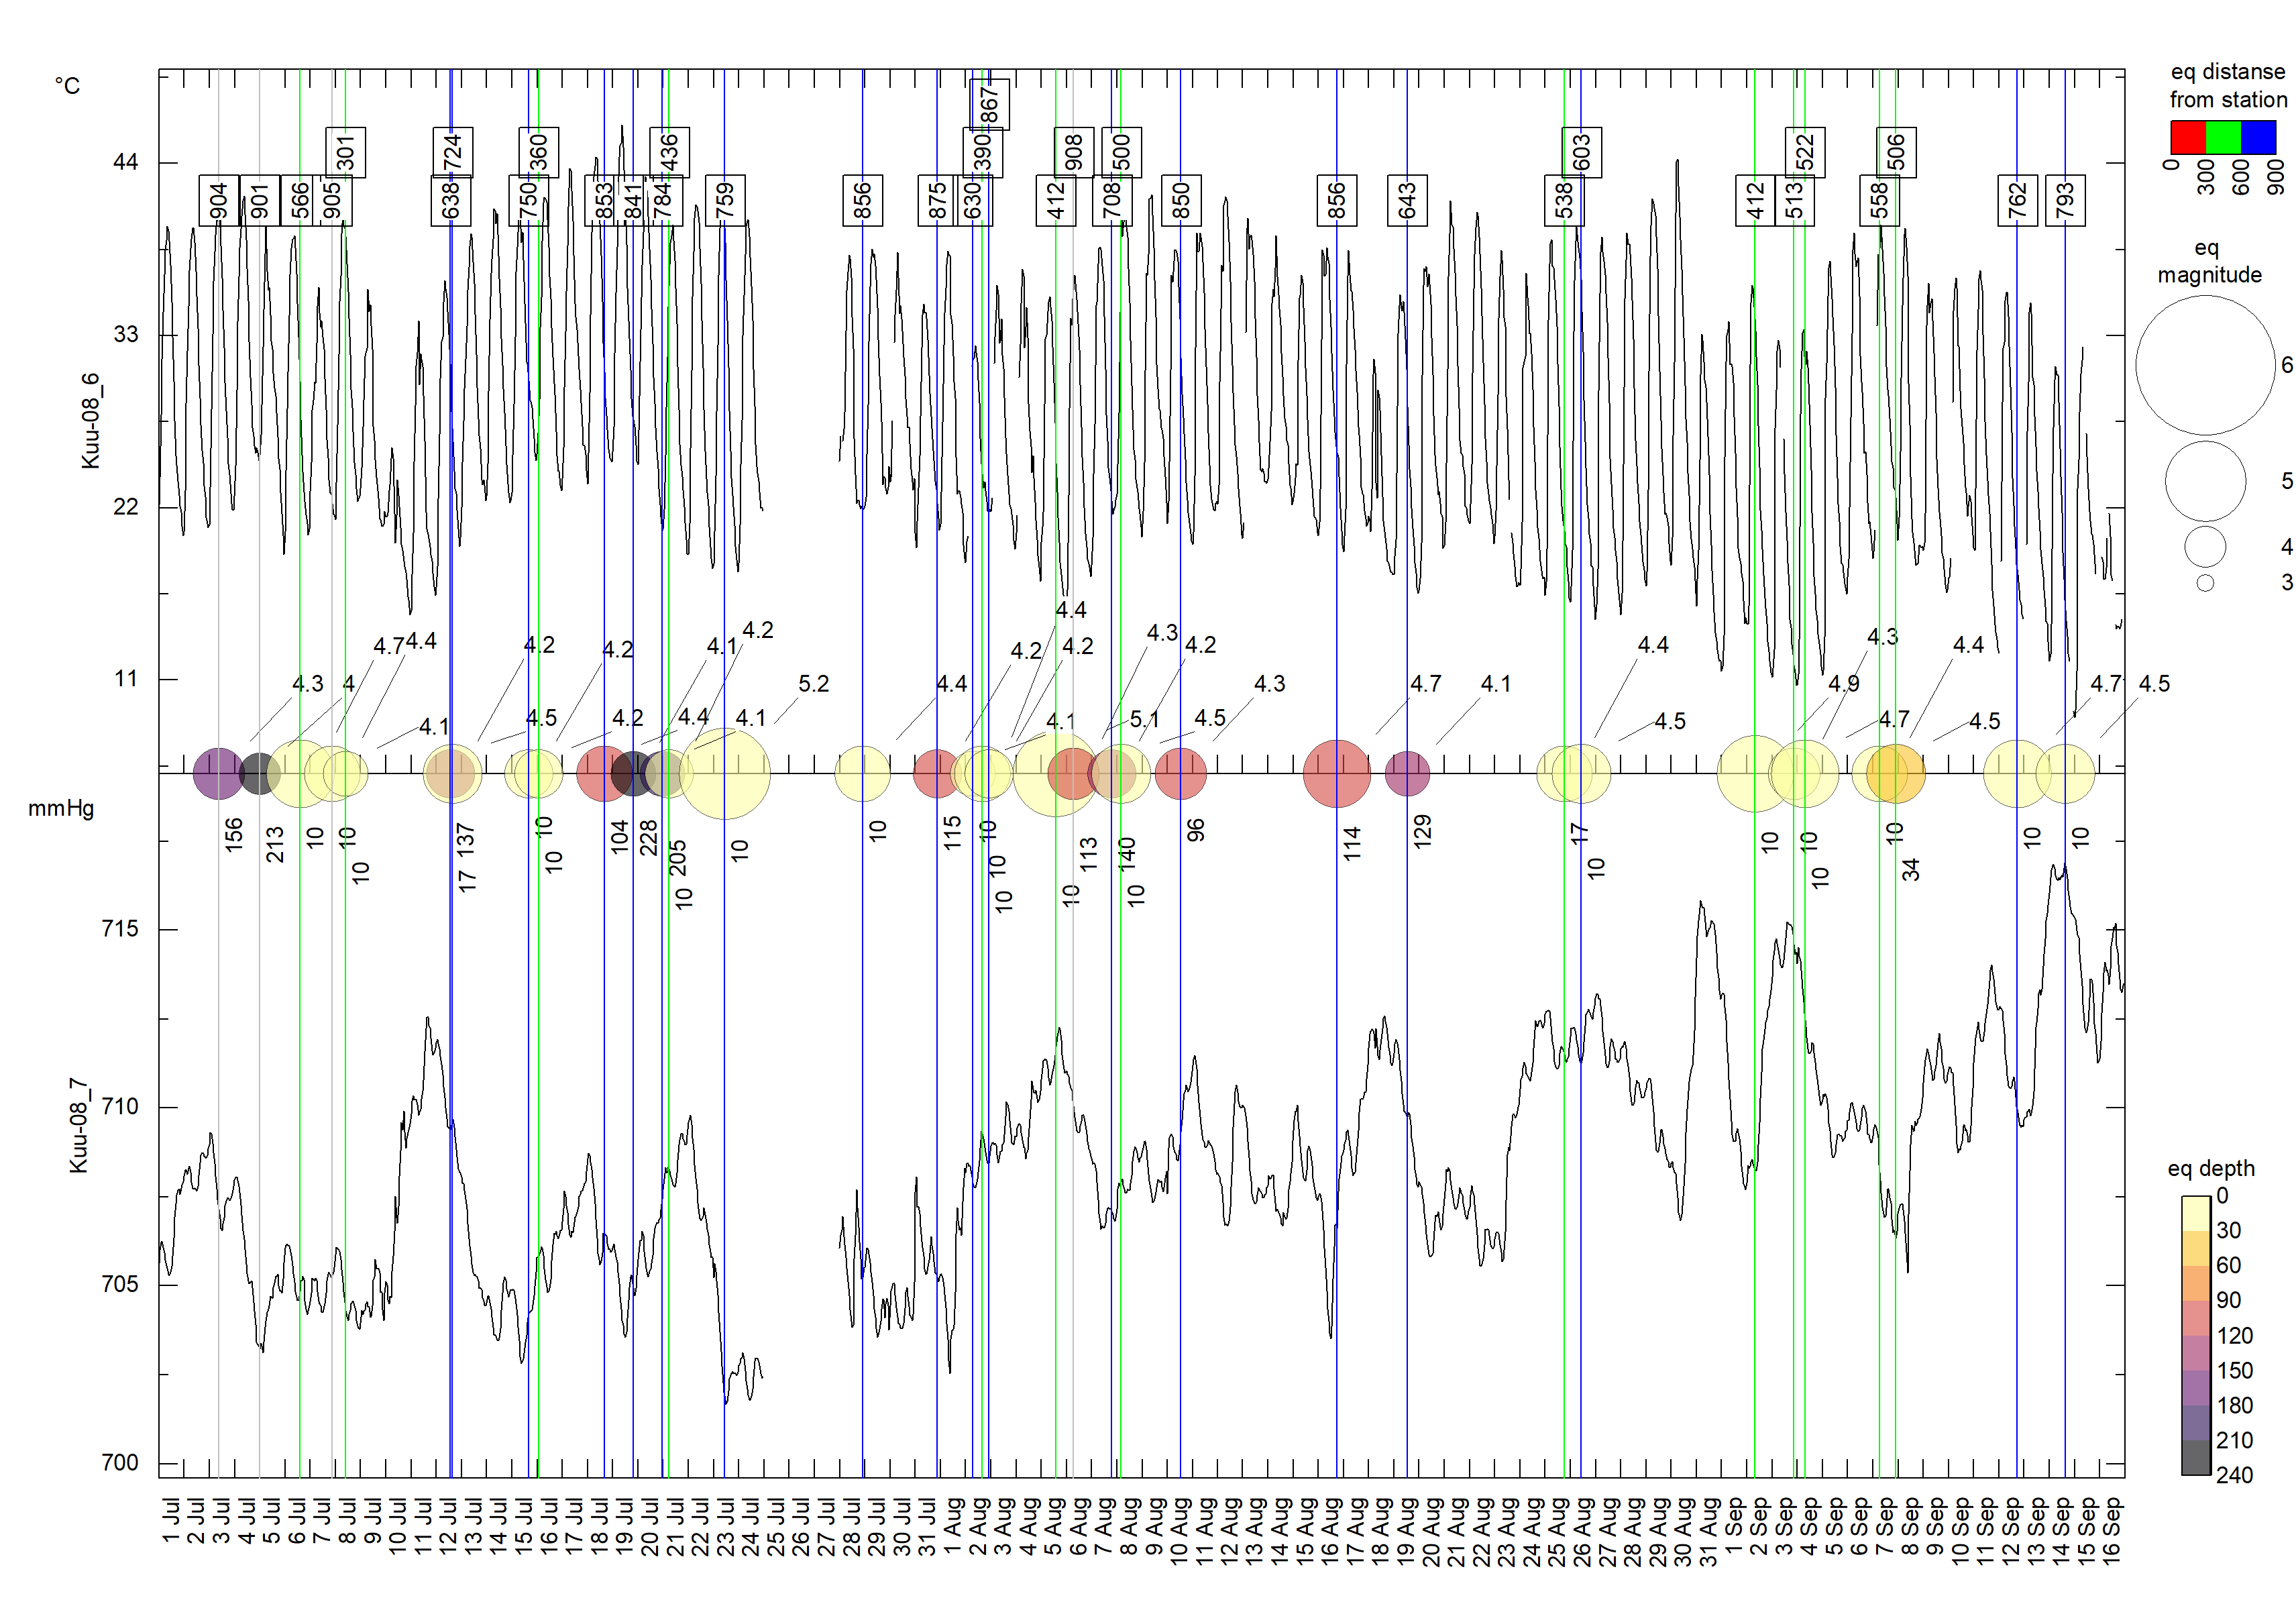 °C
eq distanse
from station
0
300
600
900
867
301
724
360
436
390
908
500
603
522
506
904
901
566
905
638
750
853
841
784
759
856
875
630
412
708
850
856
643
538
412
513
558
762
793
44
33
22
11
Kuu-08_6
eq
magnitude
6
5
4
3
4.4
4.7
4.4
4.2
4.2
4.1
4.2
4.2
4.2
4.3
4.2
4.4
4.3
4.4
4.3
4
5.2
4.4
4.3
4.7
4.1
4.9
4.7
4.5
4.1
4.5
4.2
4.4
4.1
4.1
5.1
4.5
4.5
4.7
4.5
mmHg
156
213
10
10
10
137
17
10
10
104
228
205
10
10
10
115
10
10
10
10
113
140
10
96
114
129
17
10
10
10
10
10
34
10
10
715
710
705
700
Kuu-08_7
eq depth
0
30
60
90
120
150
180
210
240
1 Jul
2 Jul
3 Jul
4 Jul
5 Jul
6 Jul
7 Jul
8 Jul
9 Jul
10 Jul
11 Jul
12 Jul
13 Jul
14 Jul
15 Jul
16 Jul
17 Jul
18 Jul
19 Jul
20 Jul
21 Jul
22 Jul
23 Jul
24 Jul
25 Jul
26 Jul
27 Jul
28 Jul
29 Jul
30 Jul
31 Jul
1 Aug
2 Aug
3 Aug
4 Aug
5 Aug
6 Aug
7 Aug
8 Aug
9 Aug
10 Aug
11 Aug
12 Aug
13 Aug
14 Aug
15 Aug
16 Aug
17 Aug
18 Aug
19 Aug
20 Aug
21 Aug
22 Aug
23 Aug
24 Aug
25 Aug
26 Aug
27 Aug
28 Aug
29 Aug
30 Aug
31 Aug
1 Sep
2 Sep
3 Sep
4 Sep
5 Sep
6 Sep
7 Sep
8 Sep
9 Sep
10 Sep
11 Sep
12 Sep
13 Sep
14 Sep
15 Sep
16 Sep